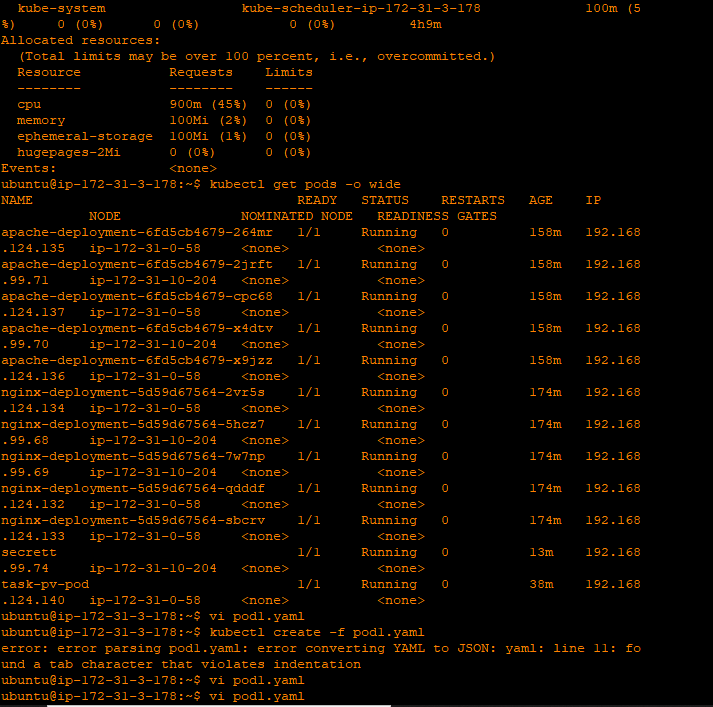 kube-system                 kube-scheduler-ip-172-31-3-178             100m (5
%)     0 (0%)      0 (0%)           0 (0%)         4h9m
Allocated resources:
  (Total limits may be over 100 percent, i.e., overcommitted.)
  Resource           Requests    Limits
  --------           --------    ------
  cpu                900m (45%)  0 (0%)
  memory             100Mi (2%)  0 (0%)
  ephemeral-storage  100Mi (1%)  0 (0%)
  hugepages-2Mi      0 (0%)      0 (0%)
Events:              <none>
ubuntu@ip-172-31-3-178:~$ kubectl get pods -o wide
NAME                                 READY   STATUS    RESTARTS   AGE    IP
           NODE               NOMINATED NODE   READINESS GATES
apache-deployment-6fd5cb4679-264mr   1/1     Running   0          158m   192.168
.124.135   ip-172-31-0-58     <none>           <none>
apache-deployment-6fd5cb4679-2jrft   1/1     Running   0          158m   192.168
.99.71     ip-172-31-10-204   <none>           <none>
apache-deployment-6fd5cb4679-cpc68   1/1     Running   0          158m   192.168
.124.137   ip-172-31-0-58     <none>           <none>
apache-deployment-6fd5cb4679-x4dtv   1/1     Running   0          158m   192.168
.99.70     ip-172-31-10-204   <none>           <none>
apache-deployment-6fd5cb4679-x9jzz   1/1     Running   0          158m   192.168
.124.136   ip-172-31-0-58     <none>           <none>
nginx-deployment-5d59d67564-2vr5s    1/1     Running   0          174m   192.168
.124.134   ip-172-31-0-58     <none>           <none>
nginx-deployment-5d59d67564-5hcz7    1/1     Running   0          174m   192.168
.99.68     ip-172-31-10-204   <none>           <none>
nginx-deployment-5d59d67564-7w7np    1/1     Running   0          174m   192.168
.99.69     ip-172-31-10-204   <none>           <none>
nginx-deployment-5d59d67564-qdddf    1/1     Running   0          174m   192.168
.124.132   ip-172-31-0-58     <none>           <none>
nginx-deployment-5d59d67564-sbcrv    1/1     Running   0          174m   192.168
.124.133   ip-172-31-0-58     <none>           <none>
secrett                              1/1     Running   0          13m    192.168
.99.74     ip-172-31-10-204   <none>           <none>
task-pv-pod                          1/1     Running   0          38m    192.168
.124.140   ip-172-31-0-58     <none>           <none>
ubuntu@ip-172-31-3-178:~$ vi pod1.yaml
ubuntu@ip-172-31-3-178:~$ kubectl create -f pod1.yaml
error: error parsing pod1.yaml: error converting YAML to JSON: yaml: line 11: fo
und a tab character that violates indentation
ubuntu@ip-172-31-3-178:~$ vi pod1.yaml
ubuntu@ip-172-31-3-178:~$ vi pod1.yaml